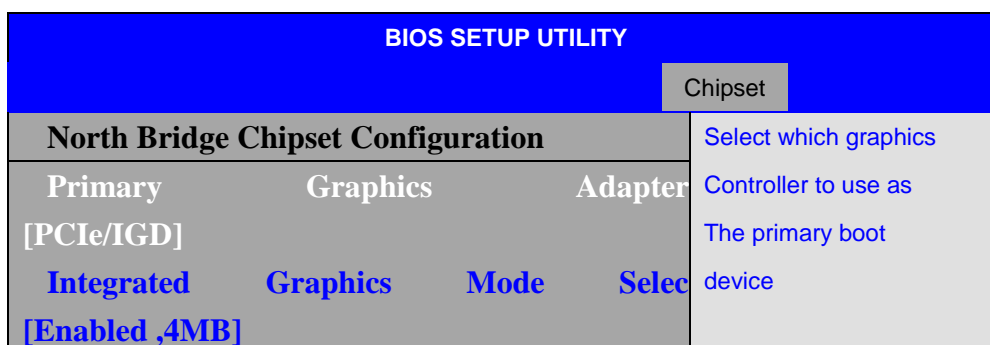 BIOS SETUP UTILITY
Chipset
North Bridge Chipset Configuration
Primary Graphics Adapter
[PCIe/IGD]
Integrated Graphics Mode Selec
[Enabled ,4MB]
Select which graphics
Controller to use as
The primary boot
device